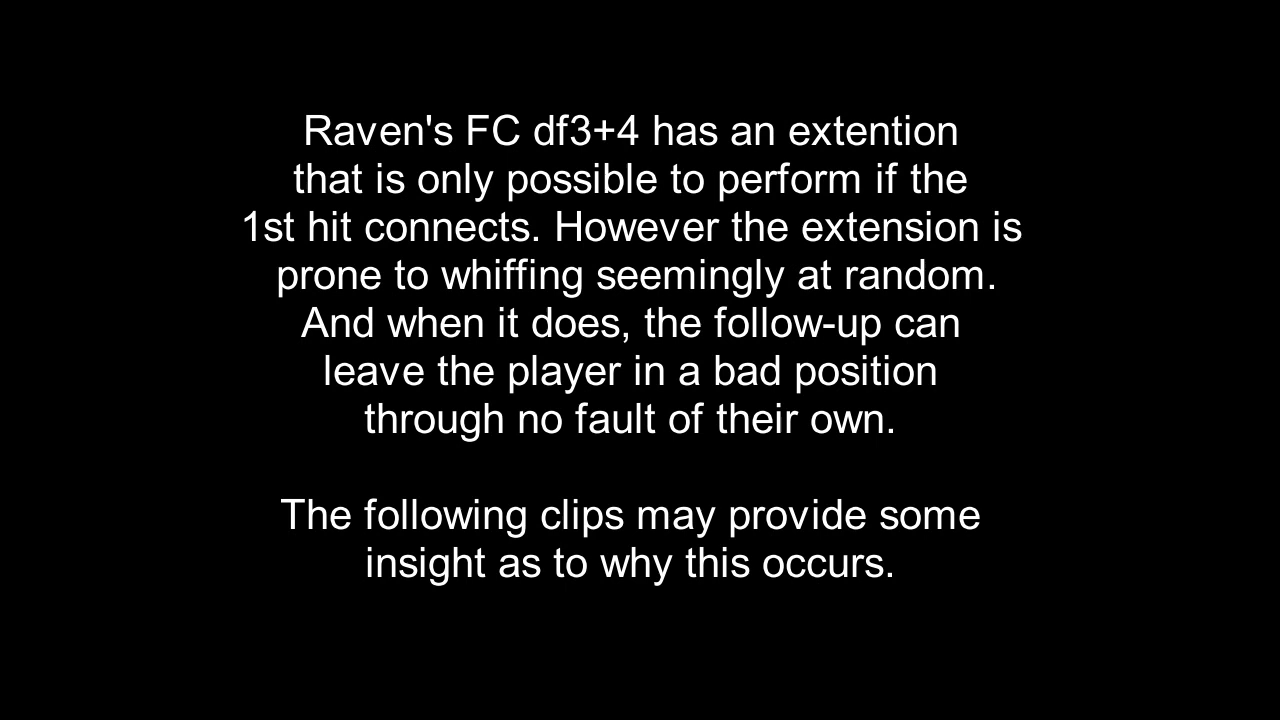 Raven's FC df3+4 has an extention
that is only possible to perform if the
1st hit connects. However the extension is
prone to whiffing seemingly at random.
And when it does, the follow-up can
leave the player in a bad position
through no fault of their own.
The following clips may provide some
insight as to why this occurs.